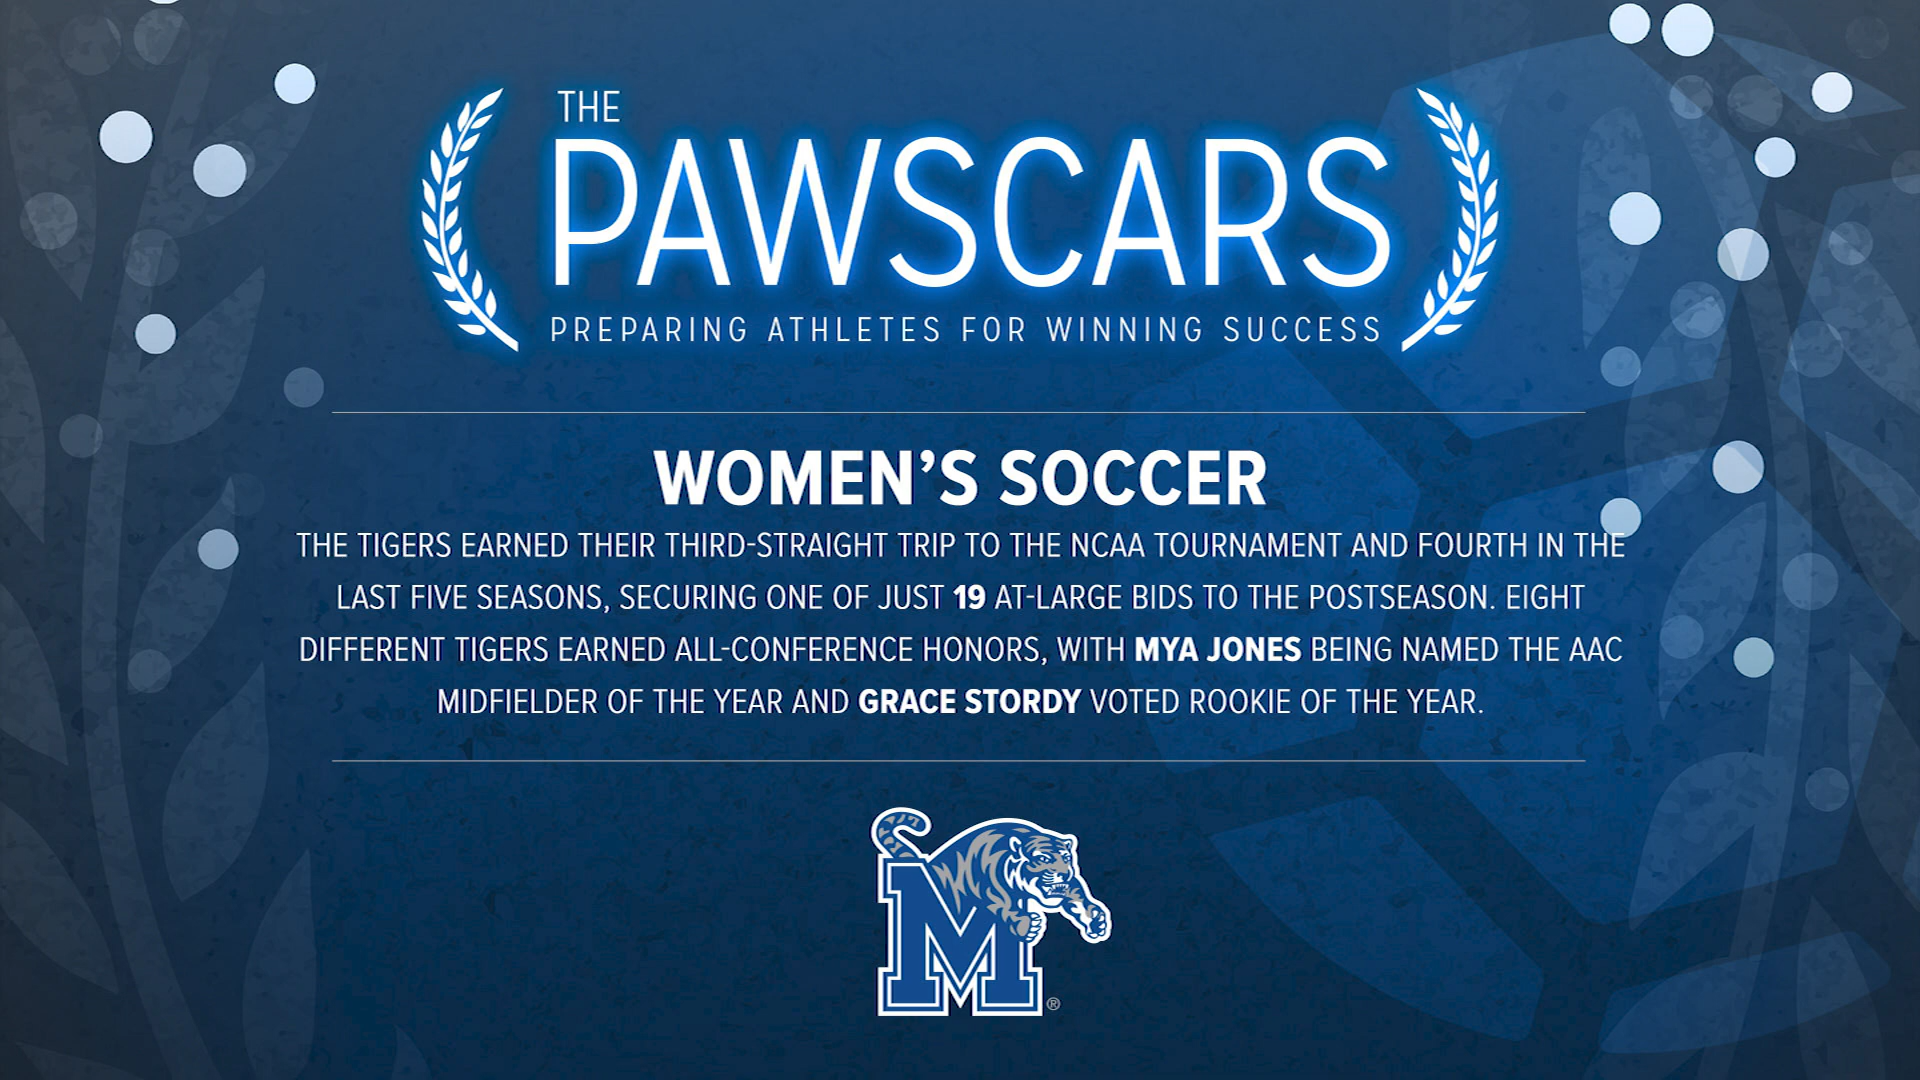 THE
PAWSCARS
PREPARING ATHLETES FOR WINNING SUCCESS
WOMEN'S SOCCER
THE TIGERS EARNED THEIR THIRD-STRAIGHT TRIP TO THE NCAA TOURNAMENT AND FOURTH IN THE
LAST FIVE SEASONS, SECURING ONE OF JUST 19 AT-LARGE BIDS TO THE POSTSEASON. EIGHT
DIFFERENT TIGERS EARNED ALL-CONFERENCE HONORS, WITH MYA JONES BEING NAMED THE AAC
MIDFIELDER OF THE YEAR AND GRACE STORDY VOTED ROOKIE OF THE YEAR.
M
®